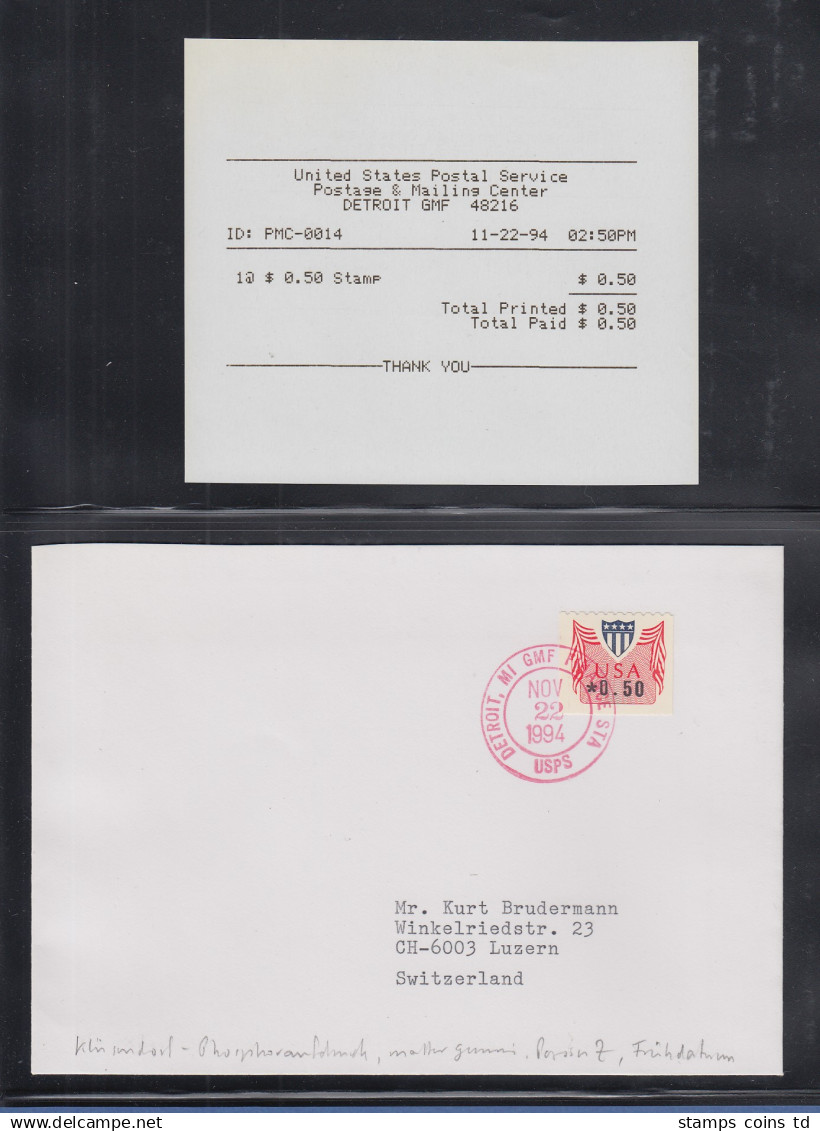 United States Postal Service
Postage & Mailing Center
DETROIT GMF 48216
ID: PMC-0014 11-22-94 02:50PM
1@ $ 0.50 Stamp $ 0.50
Total Printed $ 0.50
Total Paid $ 0.50
THANK YOU
USA
*0.50
DETROIT, MI GMF STA
NOV
22
1994
USPS
Mr. Kurt Brudermann
Winkelriedstr. 23
CH-6003 Luzern
Switzerland
Klüssendorf - Phosphoraufdruck, matter gummi, Papier Z, Frühdatum
www.delcampe.net stamps coins td